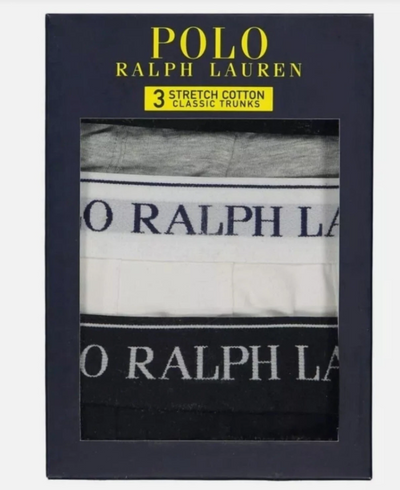 POLO
RALPH LAUREN
3 STRETCH COTTON
CLASSIC TRUNKS
O RALPH LA
O RALPH LA